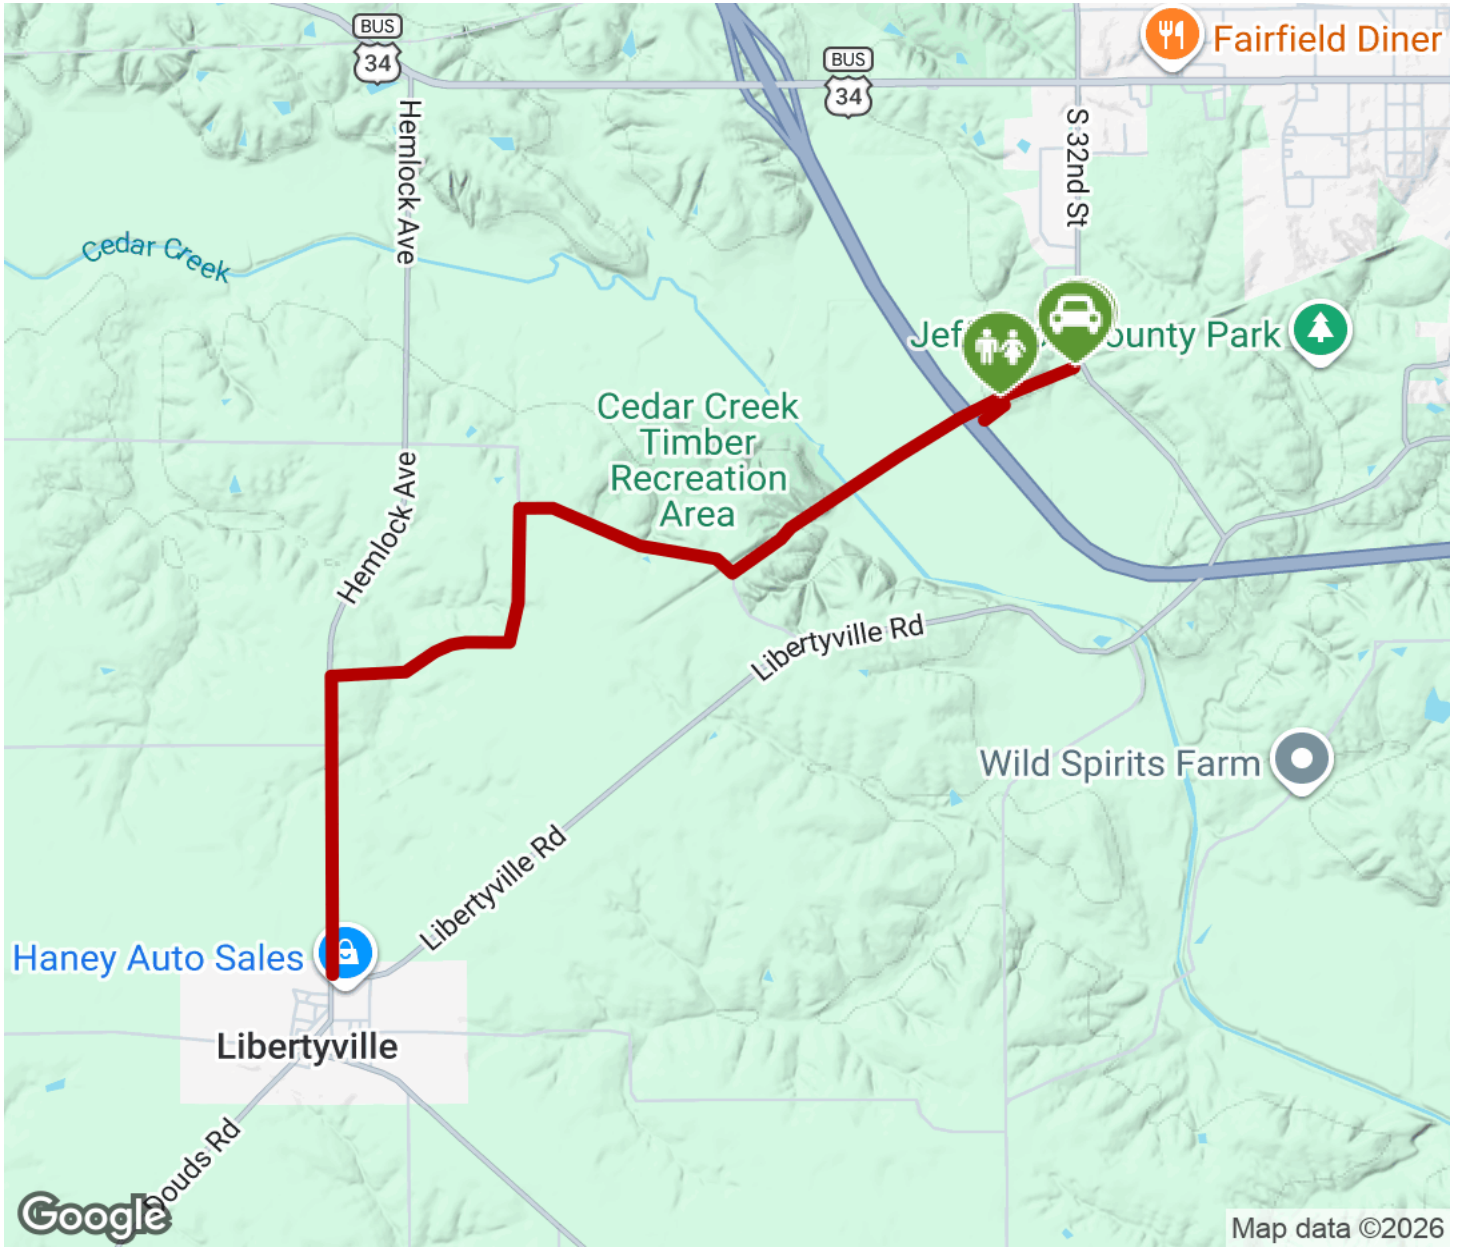 BUS
34
BUS
34
Fairfield Diner
Hemlock Ave
S 32nd St
Cedar Creek
Jef
ounty Park
Cedar Creek
Timber
Recreation
Area
Hemlock Ave
Libertyville Rd
Wild Spirits Farm
Libertyville Rd
Haney Auto Sales
Libertyville
Douds Rd
Google
Map data ©2026